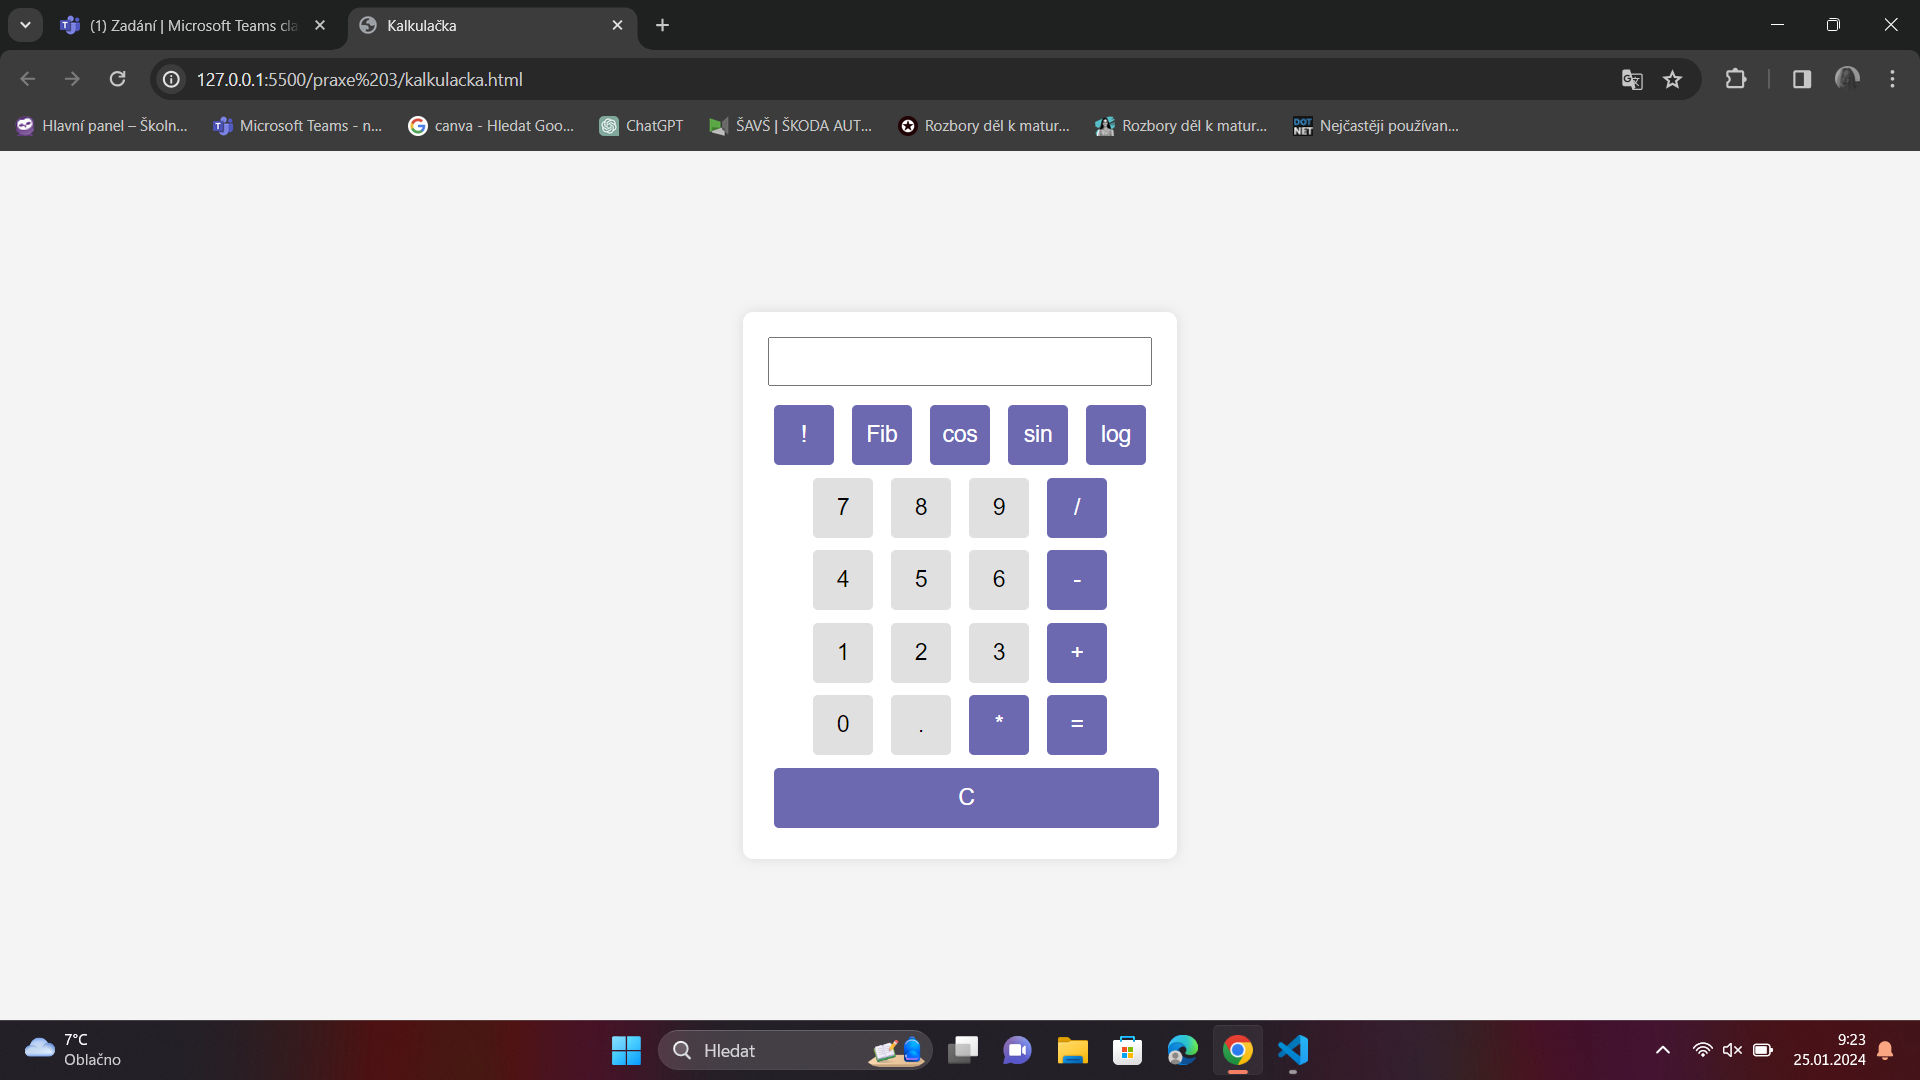 (1) Zadání | Microsoft Teams cla
Kalkulačka
127.0.0.1:5500/praxe%203/kalkulacka.html
Hlavní panel – Školn...
Microsoft Teams - n...
canva - Hledat Goo...
ChatGPT
ŠAVŠ | ŠKODA AUT...
Rozbory děl k matur...
Rozbory děl k matur...
DOT
NET
Nejčastěji používan...
! Fib cos sin log
7 8 9 /
4 5 6 -
1 2 3 +
0 . * =
C
7°C
Oblačno
Hledat
9:23
25.01.2024